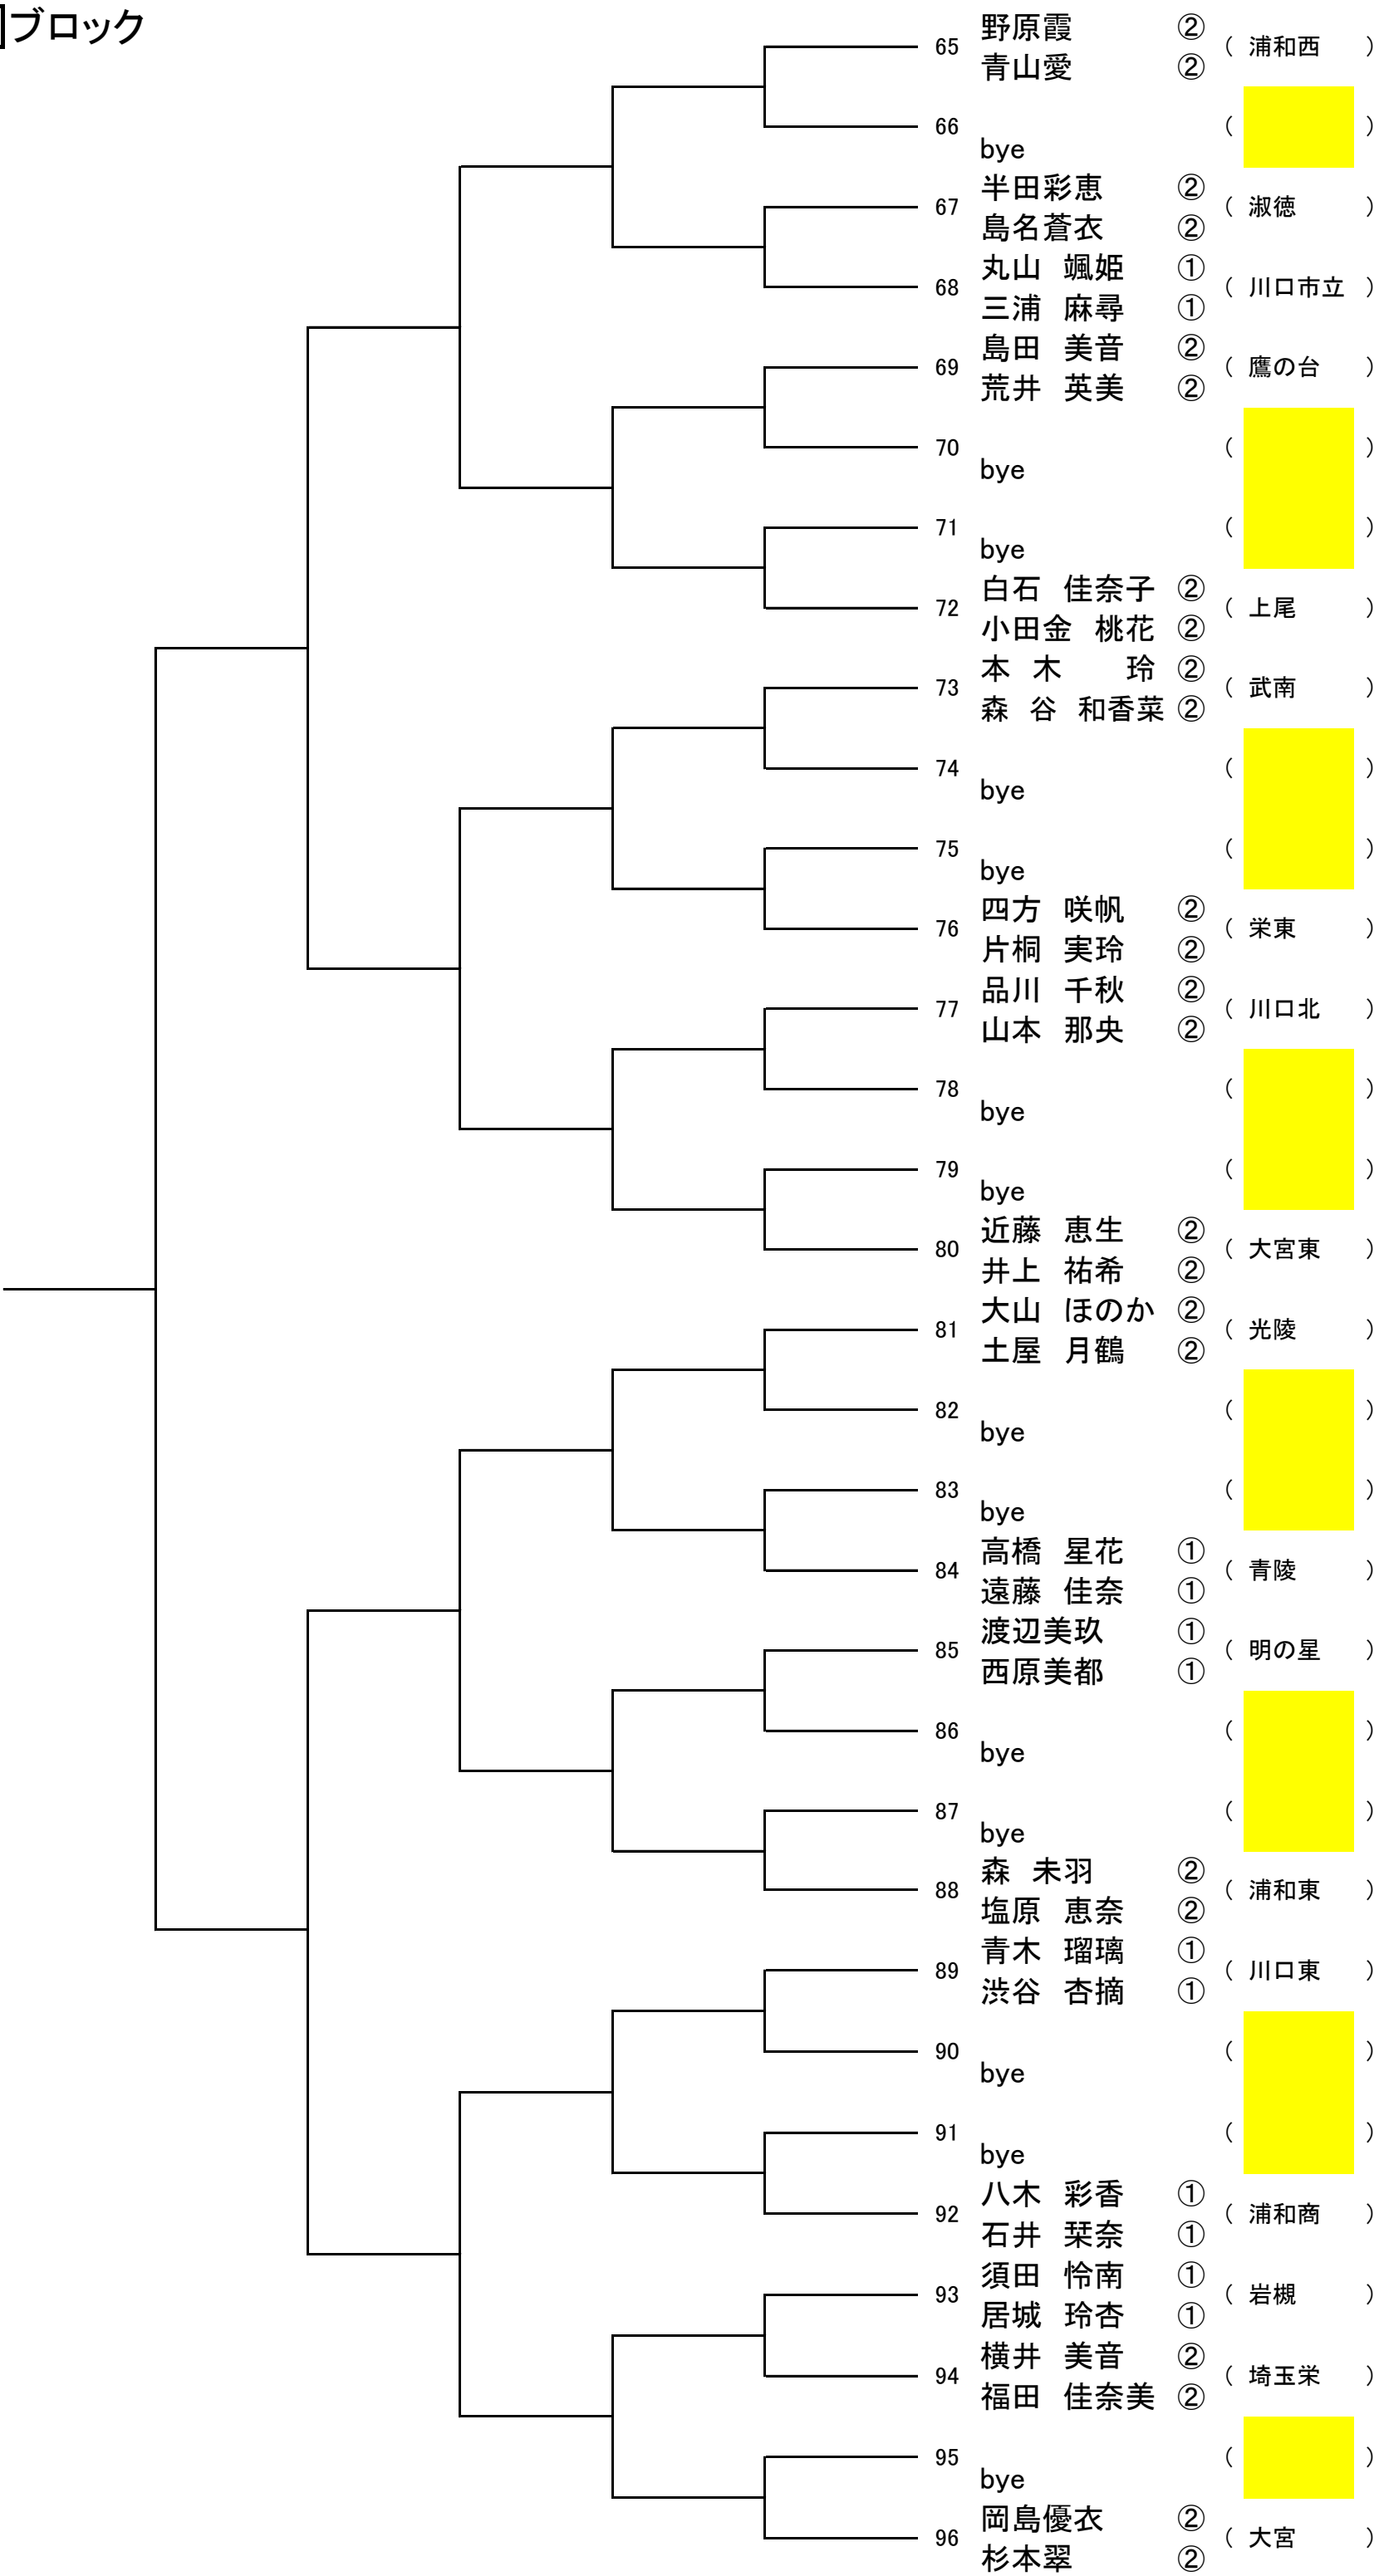 ブロック
野原霞 ②
65 ( 浦和西 )
青山愛 ②
66 ( )
bye
半田彩恵 ②
67 ( 淑徳 )
島名蒼衣 ②
丸山 颯姫 ①
68 ( 川口市立 )
三浦 麻尋 ①
島田 美音 ②
69 ( 鷹の台 )
荒井 英美 ②
70 ( )
bye
71 ( )
bye
白石 佳奈子 ②
72 ( 上尾 )
小田金 桃花 ②
本 木 玲 ②
73 ( 武南 )
森 谷 和香菜 ②
74 ( )
bye
75 ( )
bye
四方 咲帆 ②
76 ( 栄東 )
片桐 実玲 ②
品川 千秋 ②
77 ( 川口北 )
山本 那央 ②
78 ( )
bye
79 ( )
bye
近藤 恵生 ②
80 ( 大宮東 )
井上 祐希 ②
大山 ほのか ②
81 ( 光陵 )
土屋 月鶴 ②
82 ( )
bye
83 ( )
bye
高橋 星花 ①
84 ( 青陵 )
遠藤 佳奈 ①
渡辺美玖 ①
85 ( 明の星 )
西原美都 ①
86 ( )
bye
87 ( )
bye
森 未羽 ②
88 ( 浦和東 )
塩原 恵奈 ②
青木 瑠璃 ①
89 ( 川口東 )
渋谷 杏摘 ①
90 ( )
bye
91 ( )
bye
八木 彩香 ①
92 ( 浦和商 )
石井 栞奈 ①
須田 怜南 ①
93 ( 岩槻 )
居城 玲杏 ①
横井 美音 ②
94 ( 埼玉栄 )
福田 佳奈美 ②
95 ( )
bye
岡島優衣 ②
96 ( 大宮 )
杉本翠 ②